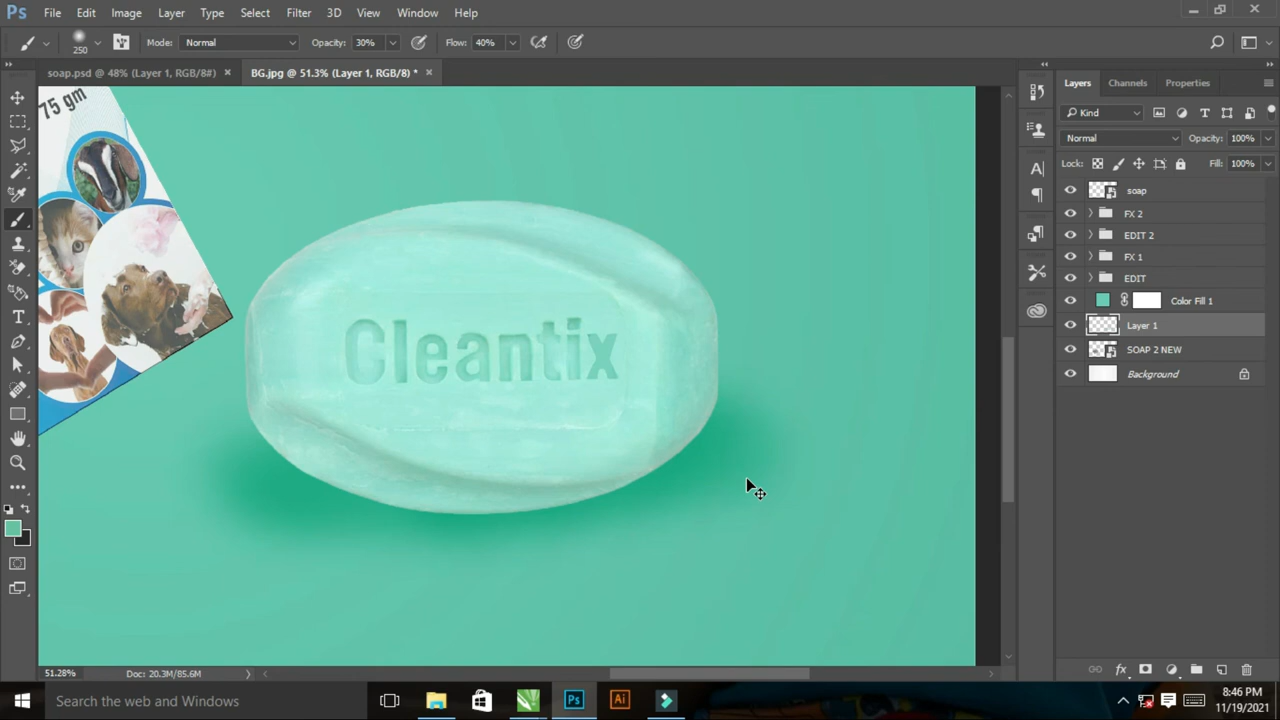 Ps File Edit Image Layer Type Select Filter 3D View Window Help
250 Mode: Normal Opacity: 30% Flow: 40%
soap.psd @ 48% (Layer 1, RGB/8#) × BG.jpg @ 51.3% (Layer 1, RGB/8) * ×
75 gm
Cleantix
Layers Channels Properties
Kind
Normal Opacity: 100%
Lock: Fill: 100%
soap
FX 2
EDIT 2
FX 1
EDIT
Color Fill 1
Layer 1
SOAP 2 NEW
Background
fx
51.28% Doc: 20.3M/85.6M
Search the web and Windows
Ps Ai
8:46 PM
11/19/2021